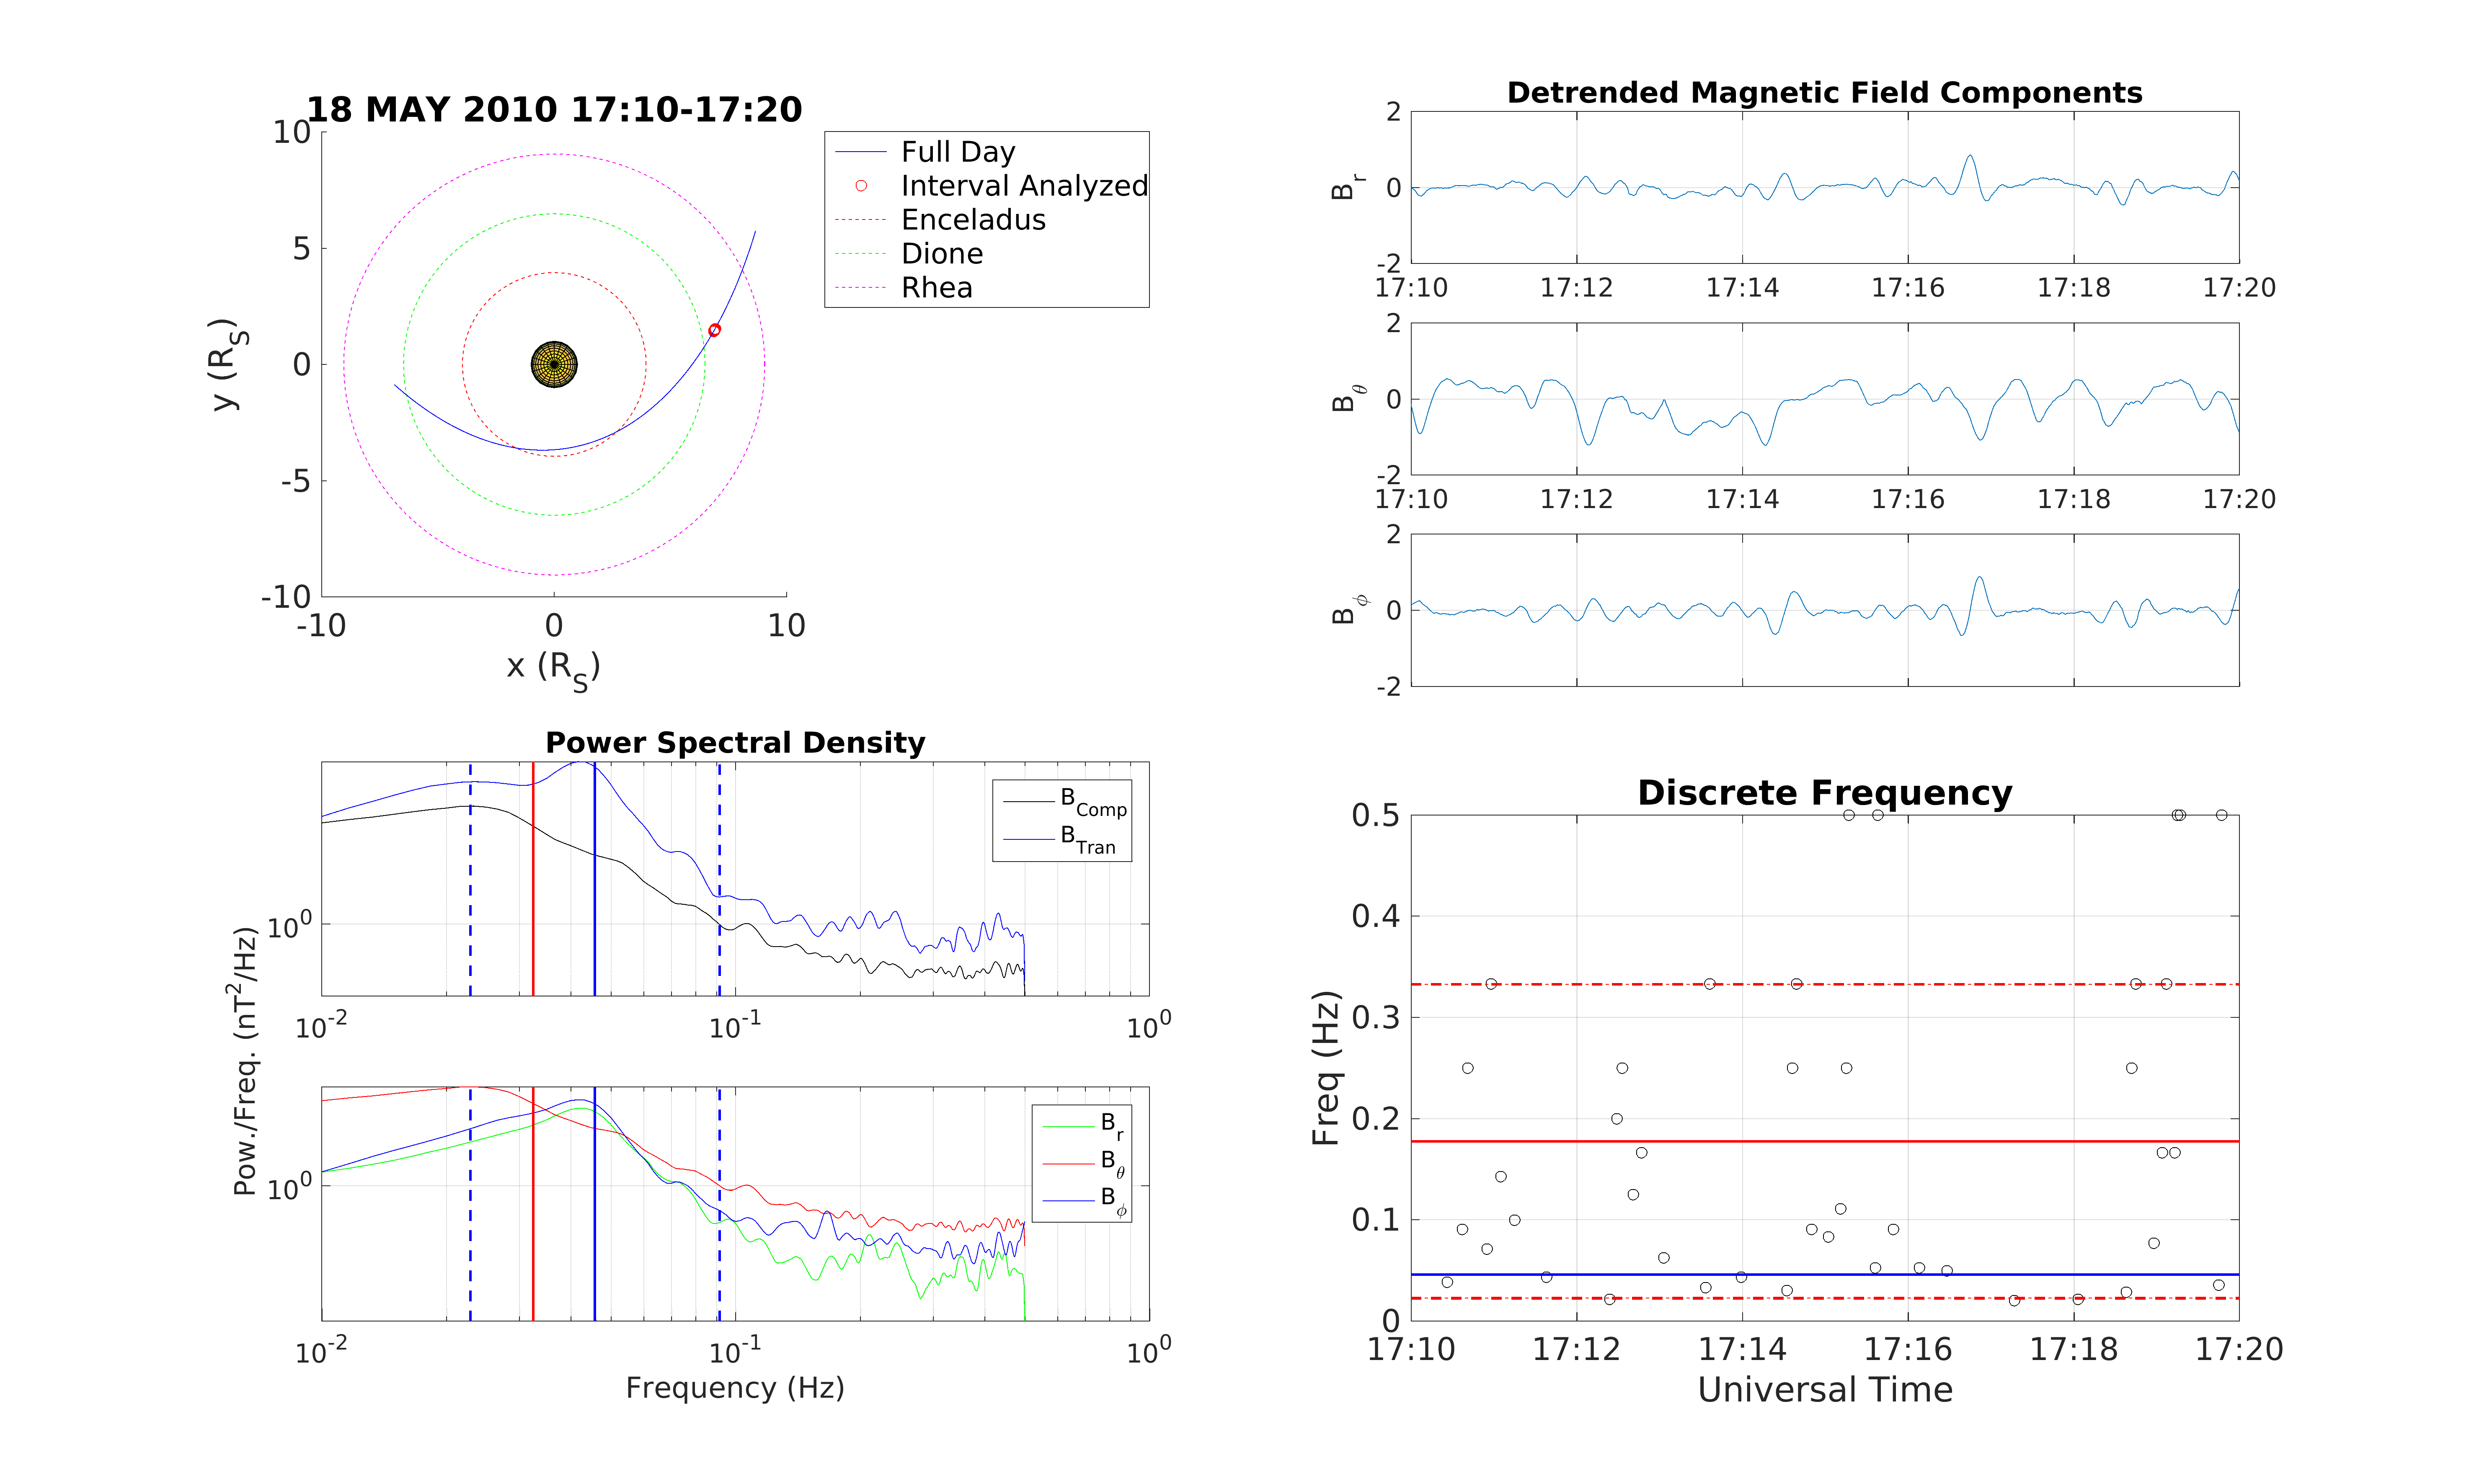 18 MAY 2010 17:10-17:20
10
5
0
-5
-10
-10 0 10
x (R_S)
y (R_S)
Full Day
Interval Analyzed
Enceladus
Dione
Rhea
Detrended Magnetic Field Components
2
0
-2
B_r
17:10 17:12 17:14 17:16 17:18 17:20
2
0
-2
B_θ
17:10 17:12 17:14 17:16 17:18 17:20
2
0
-2
B_ϕ
Power Spectral Density
10^0
B_Comp
B_Tran
10^-2 10^-1 10^0
Pow./Freq. (nT^2/Hz)
10^0
B_r
B_θ
B_ϕ
10^-2 10^-1 10^0
Frequency (Hz)
Discrete Frequency
0.5
0.4
0.3
0.2
0.1
0
Freq (Hz)
17:10 17:12 17:14 17:16 17:18 17:20
Universal Time